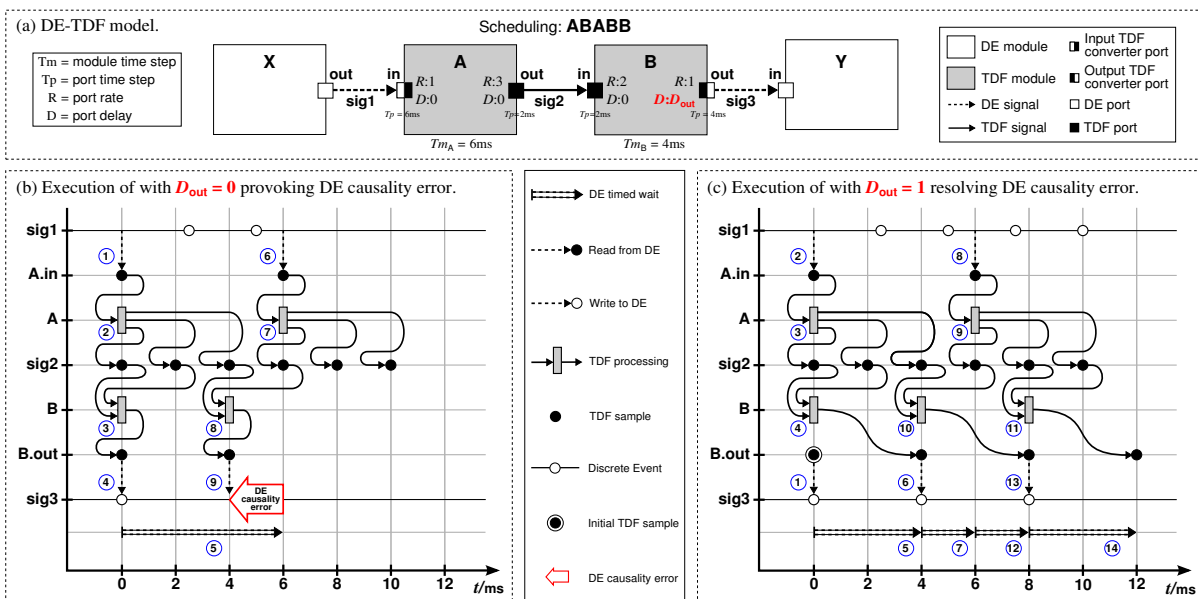 (a) DE-TDF model.
Scheduling: ABABB
Tm = module time step
Tp = port time step
R = port rate
D = port delay
X
out
sig1
in
A
R:1
D:0
Tp = 6ms
R:3
D:0
Tp=2ms
out
sig2
TmA = 6ms
in
B
R:2
D:0
Tp=2ms
R:1
D:Dout
Tp = 4ms
out
sig3
TmB = 4ms
in
Y
DE module
TDF module
DE signal
TDF signal
Input TDF
converter port
Output TDF
converter port
DE port
TDF port
(b) Execution of with Dout = 0 provoking DE causality error.
sig1
A.in
A
sig2
B
B.out
sig3
1
2
3
4
5
6
7
8
9
DE
causality
error
0 2 4 6 8 10 12
t/ms
DE timed wait
Read from DE
Write to DE
TDF processing
TDF sample
Discrete Event
Initial TDF sample
DE causality error
(c) Execution of with Dout = 1 resolving DE causality error.
sig1
A.in
A
sig2
B
B.out
sig3
2
8
3
9
4
10
11
1
6
13
5
7
12
14
0 2 4 6 8 10 12
t/ms